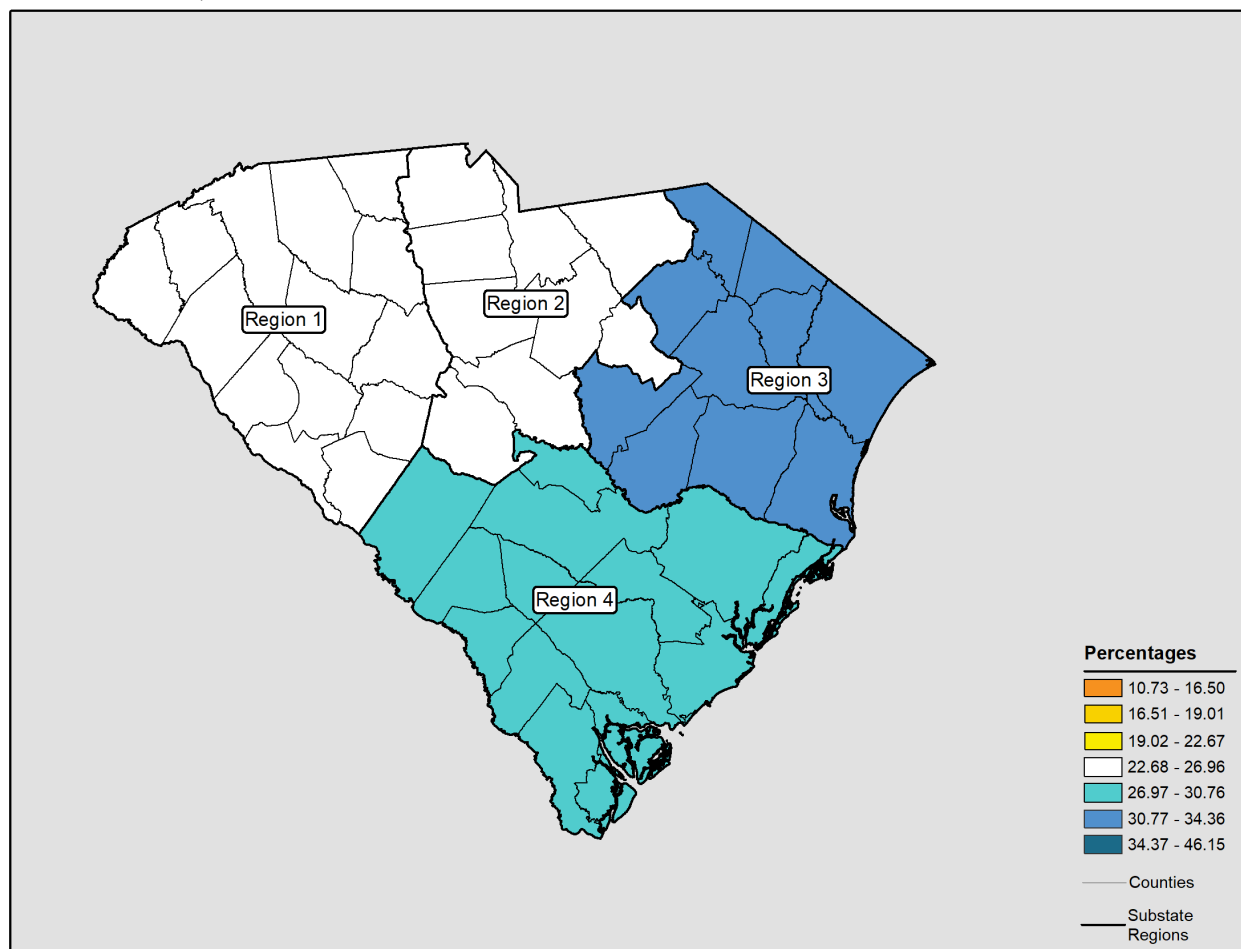 Region 1
Region 2
Region 3
Region 4
Percentages
10.73 - 16.50
16.51 - 19.01
19.02 - 22.67
22.68 - 26.96
26.97 - 30.76
30.77 - 34.36
34.37 - 46.15
Counties
Substate
Regions